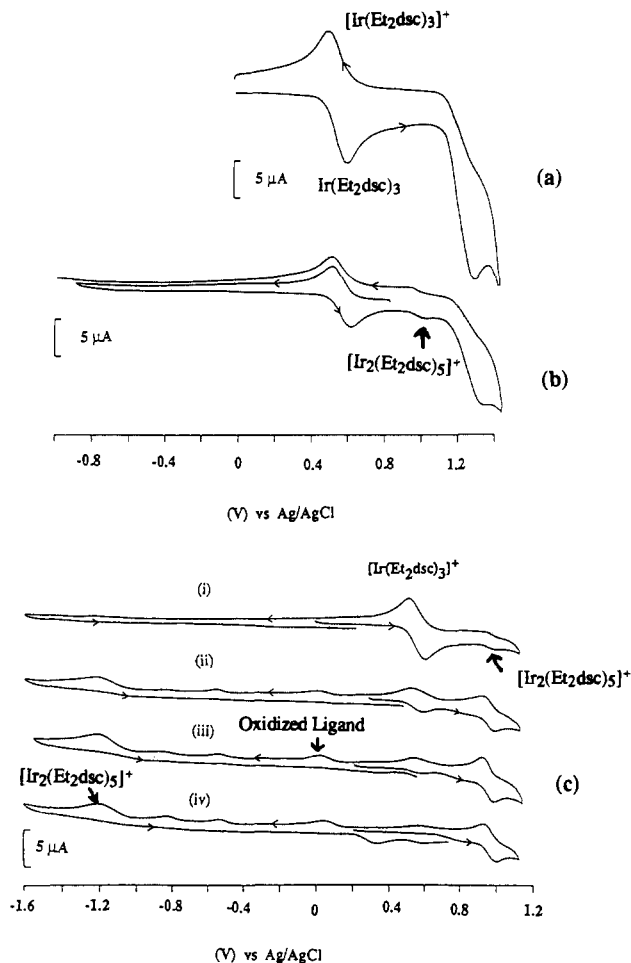 [Ir(Et₂dsc)₃]⁺
5 μA
Ir(Et₂dsc)₃
(a)
5 μA
[Ir₂(Et₂dsc)₅]⁺
(b)
-0.8 -0.4 0 0.4 0.8 1.2
(V) vs Ag/AgCl
(i)
[Ir(Et₂dsc)₃]⁺
[Ir₂(Et₂dsc)₅]⁺
(ii)
(iii)
Oxidized Ligand
(c)
[Ir₂(Et₂dsc)₅]⁺
(iv)
5 μA
-1.6 -1.2 -0.8 -0.4 0 0.4 0.8 1.2
(V) vs Ag/AgCl